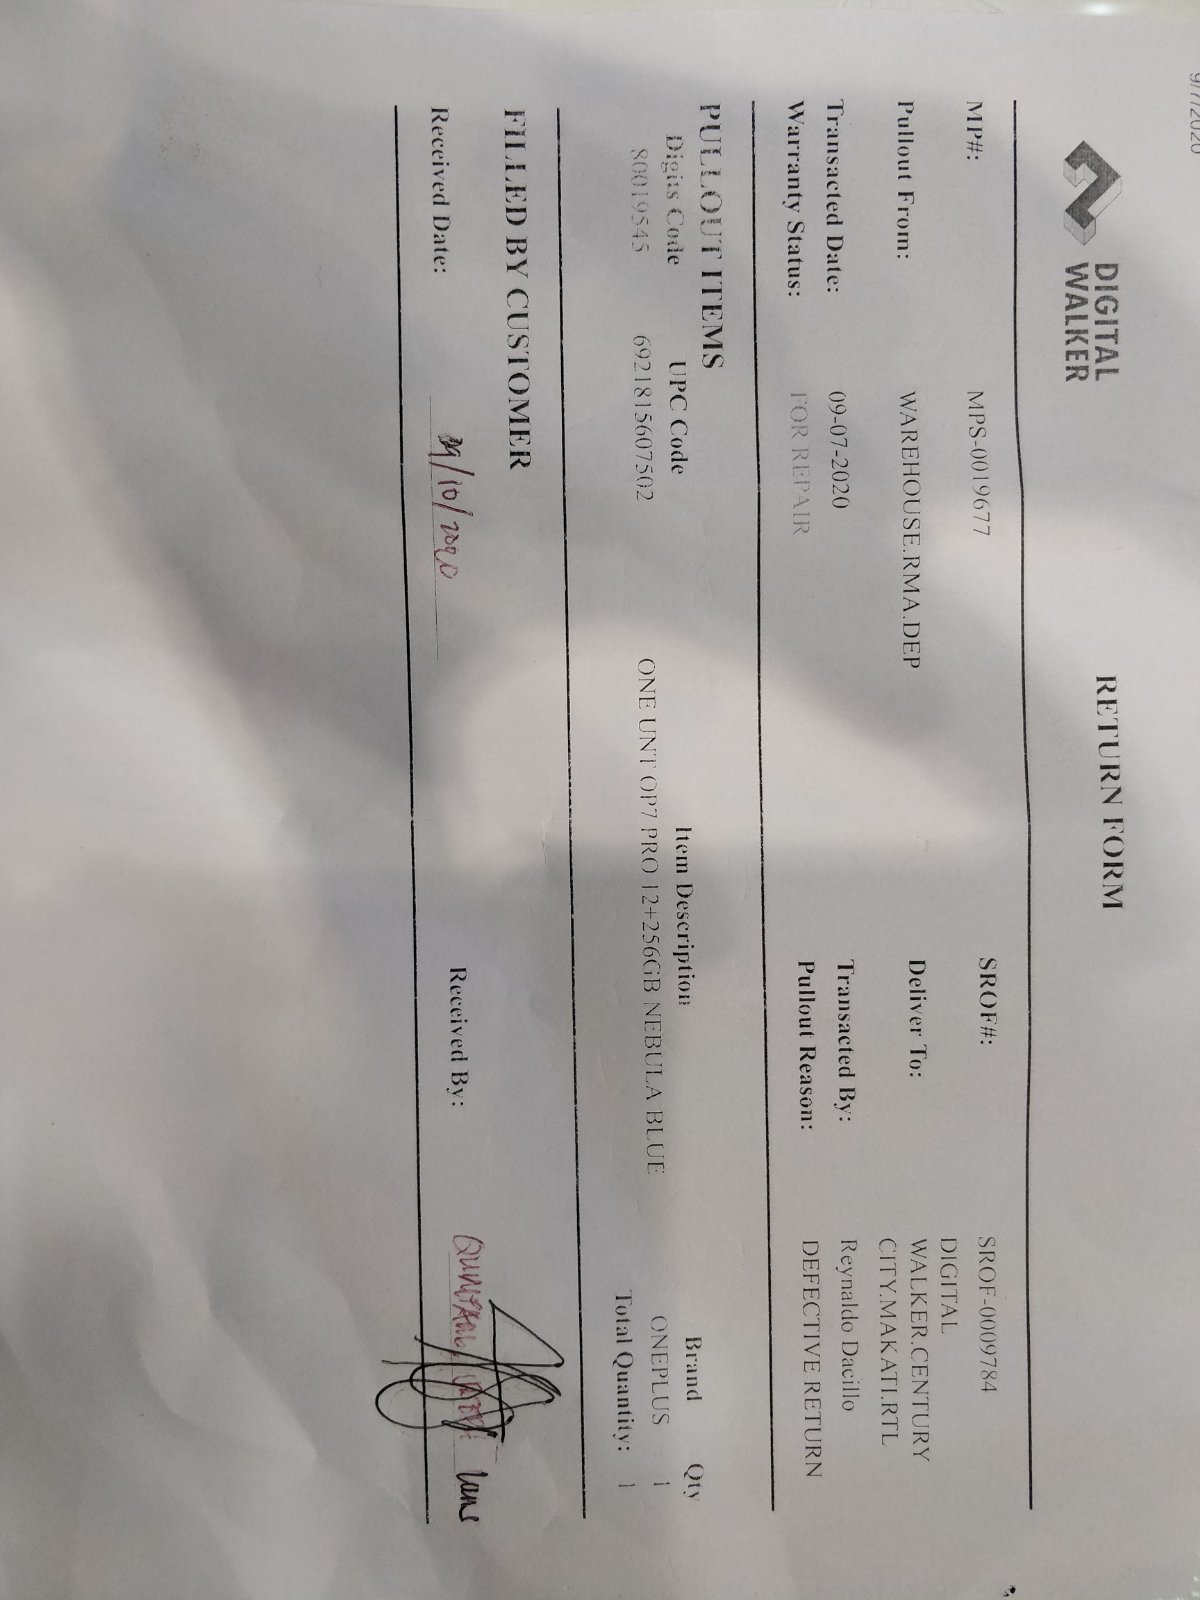 9/7/2020
DIGITAL
WALKER
RETURN FORM
MP#: MPS-0019677 SROF#: SROF-0009784
Pullout From: WAREHOUSE.RMA.DEP Deliver To: DIGITAL
WALKER.CENTURY
CITY.MAKATI.RTL
Transacted Date: 09-07-2020 Transacted By: Reynaldo Dacillo
Warranty Status: FOR REPAIR Pullout Reason: DEFECTIVE RETURN
PULLOUT ITEMS
Digits Code UPC Code Item Description Brand Qty
80019545 6921815607502 ONE UNT OP7 PRO 12+256GB NEBULA BLUE ONEPLUS 1
Total Quantity: 1
FILLED BY CUSTOMER
Received Date: 09/10/2020 Received By: